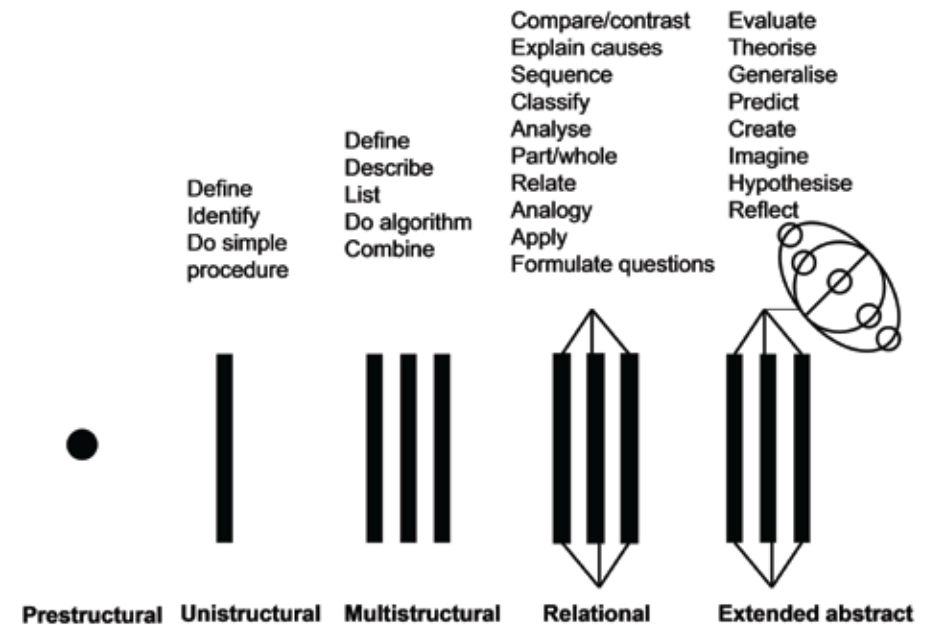 Compare/contrast
Explain causes
Sequence
Classify
Analyse
Part/whole
Relate
Analogy
Apply
Formulate questions
Evaluate
Theorise
Generalise
Predict
Create
Imagine
Hypothesise
Reflect
Define
Describe
List
Do algorithm
Combine
Define
Identify
Do simple
procedure
Prestructural
Unistructural
Multistructural
Relational
Extended abstract